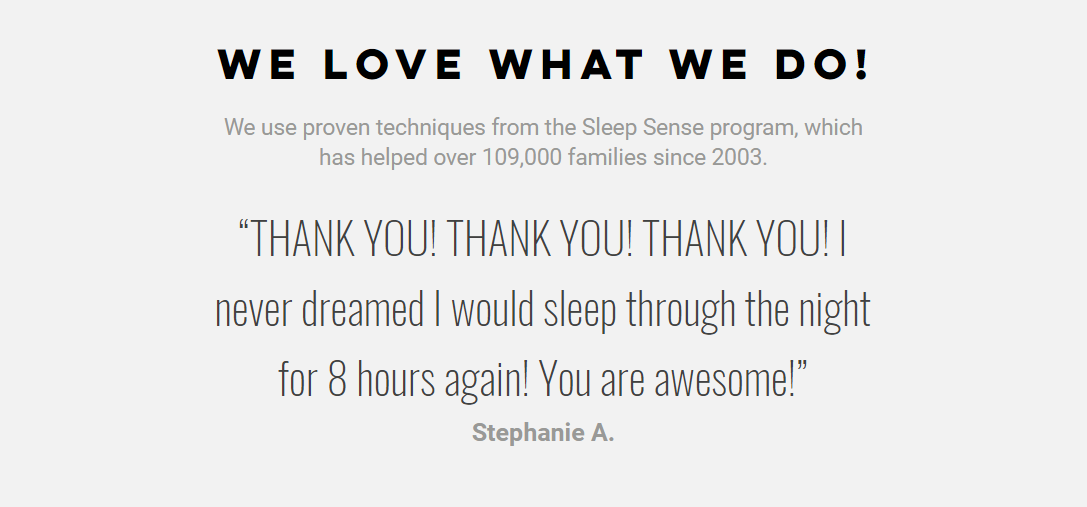 WE LOVE WHAT WE DO!
We use proven techniques from the Sleep Sense program, which
has helped over 109,000 families since 2003.
“THANK YOU! THANK YOU! THANK YOU! I
never dreamed I would sleep through the night
for 8 hours again! You are awesome!”
Stephanie A.